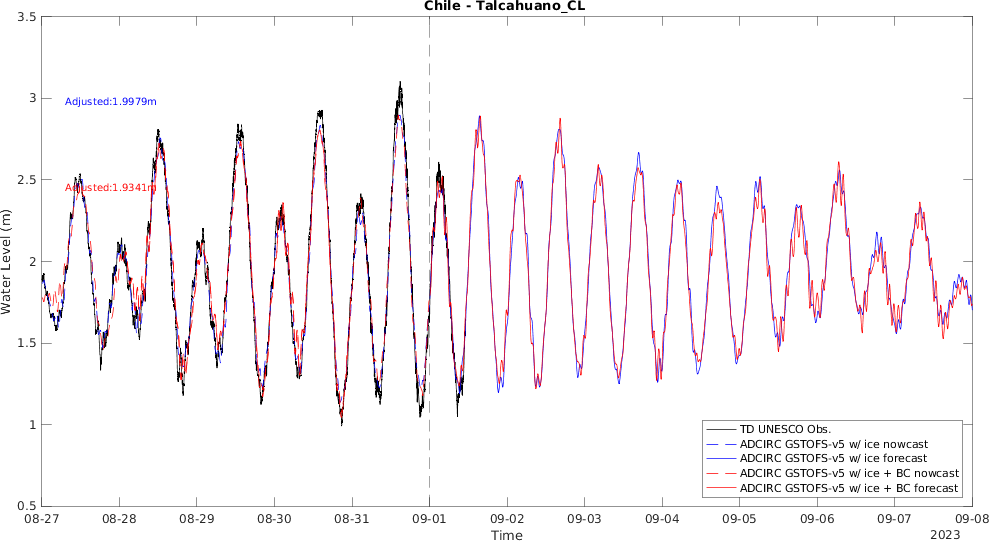 Chile - Talcahuano_CL
3.5
3
2.5
2
1.5
1
0.5
Water Level (m)
Adjusted:1.9979m
Adjusted:1.9341m
TD UNESCO Obs.
ADCIRC GSTOFS-v5 w/ ice nowcast
ADCIRC GSTOFS-v5 w/ ice forecast
ADCIRC GSTOFS-v5 w/ ice + BC nowcast
ADCIRC GSTOFS-v5 w/ ice + BC forecast
08-27 08-28 08-29 08-30 08-31 09-01 09-02 09-03 09-04 09-05 09-06 09-07 09-08
Time
2023